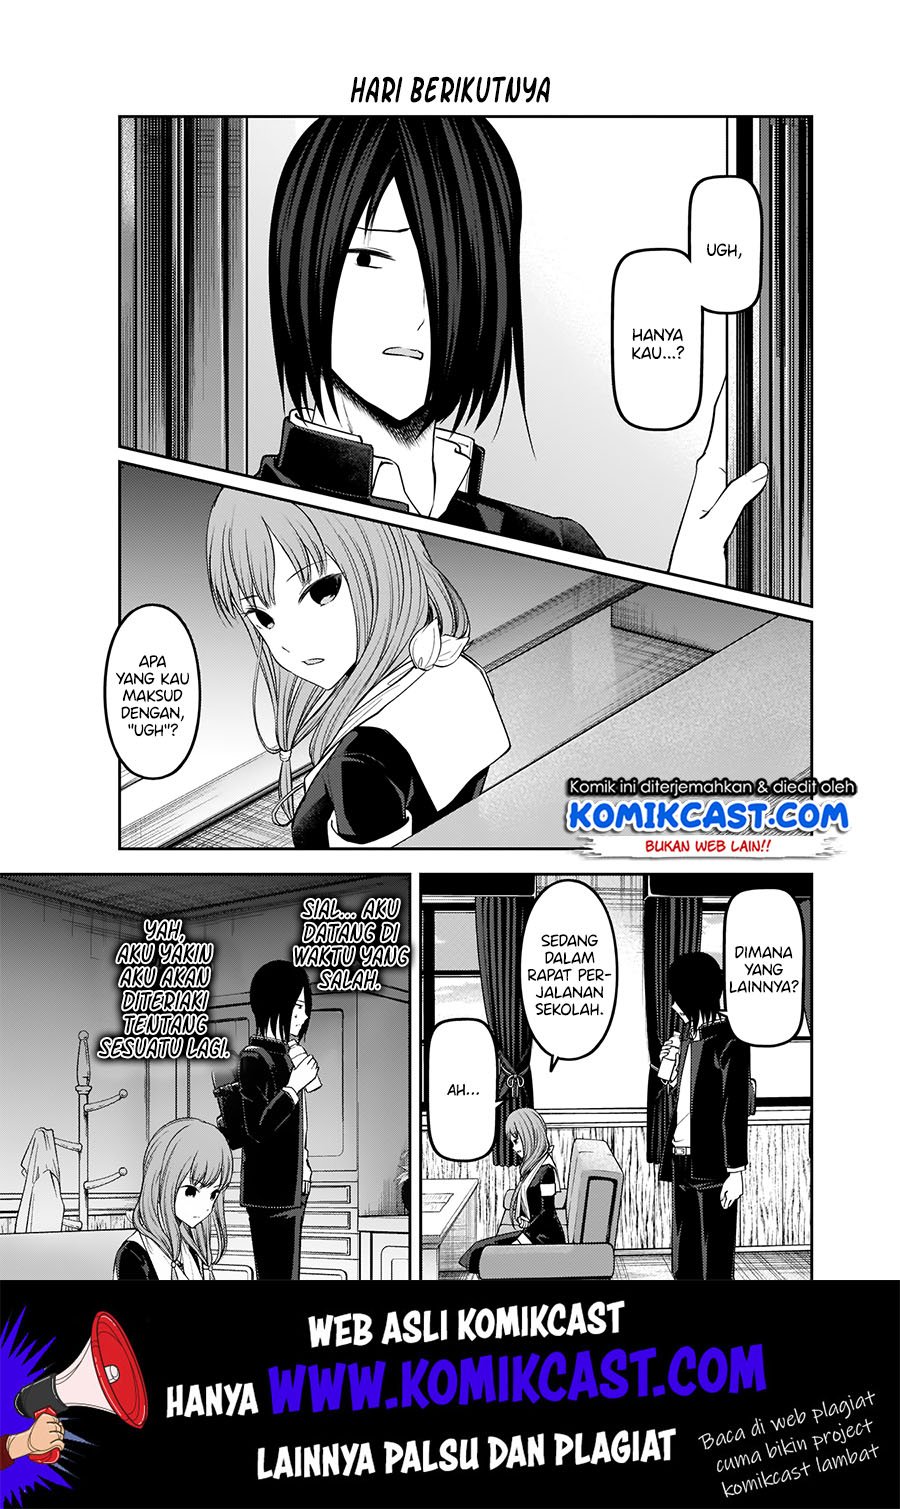 HARI BERIKUTNYA
UGH,
HANYA
KAU...?
APA
YANG KAU
MAKSUD
DENGAN,
"UGH"?
Komik ini diterjemahkan & diedit oleh
KOMIKCAST.COM
BUKAN WEB LAIN!!
DIMANA
YANG
LAINNYA?
SEDANG
DALAM
RAPAT PER-
JALANAN
SEKOLAH.
AH...
SIAL... AKU
DATANG DI
WAKTU YANG
SALAH.
YAH,
AKU YAKIN
AKU AKAN
DITERIAKI
TENTANG
SESUATU LAGI.
WEB ASLI KOMIKCAST
HANYA WWW.KOMIKCAST.COM
LAINNYA PALSU DAN PLAGIAT
Baca di web plagiat
cuma bikin project
komikcast lambat